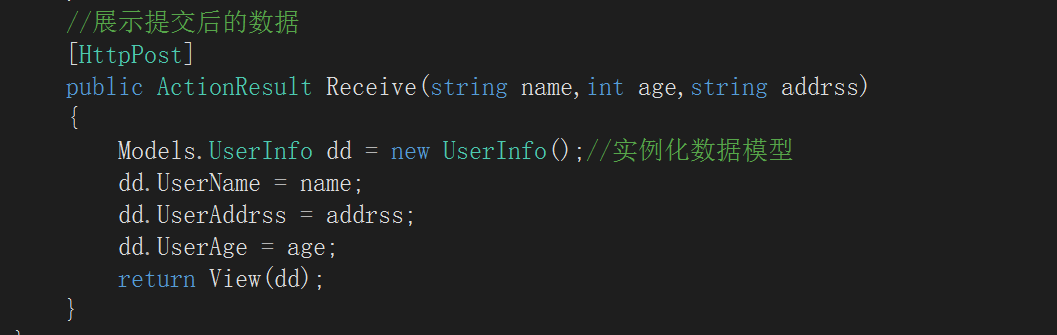 //展示提交后的数据
[HttpPost]
public ActionResult Receive(string name,int age,string addrss)
{
Models.UserInfo dd = new UserInfo();//实例化数据模型
dd.UserName = name;
dd.UserAddrss = addrss;
dd.UserAge = age;
return View(dd);
}